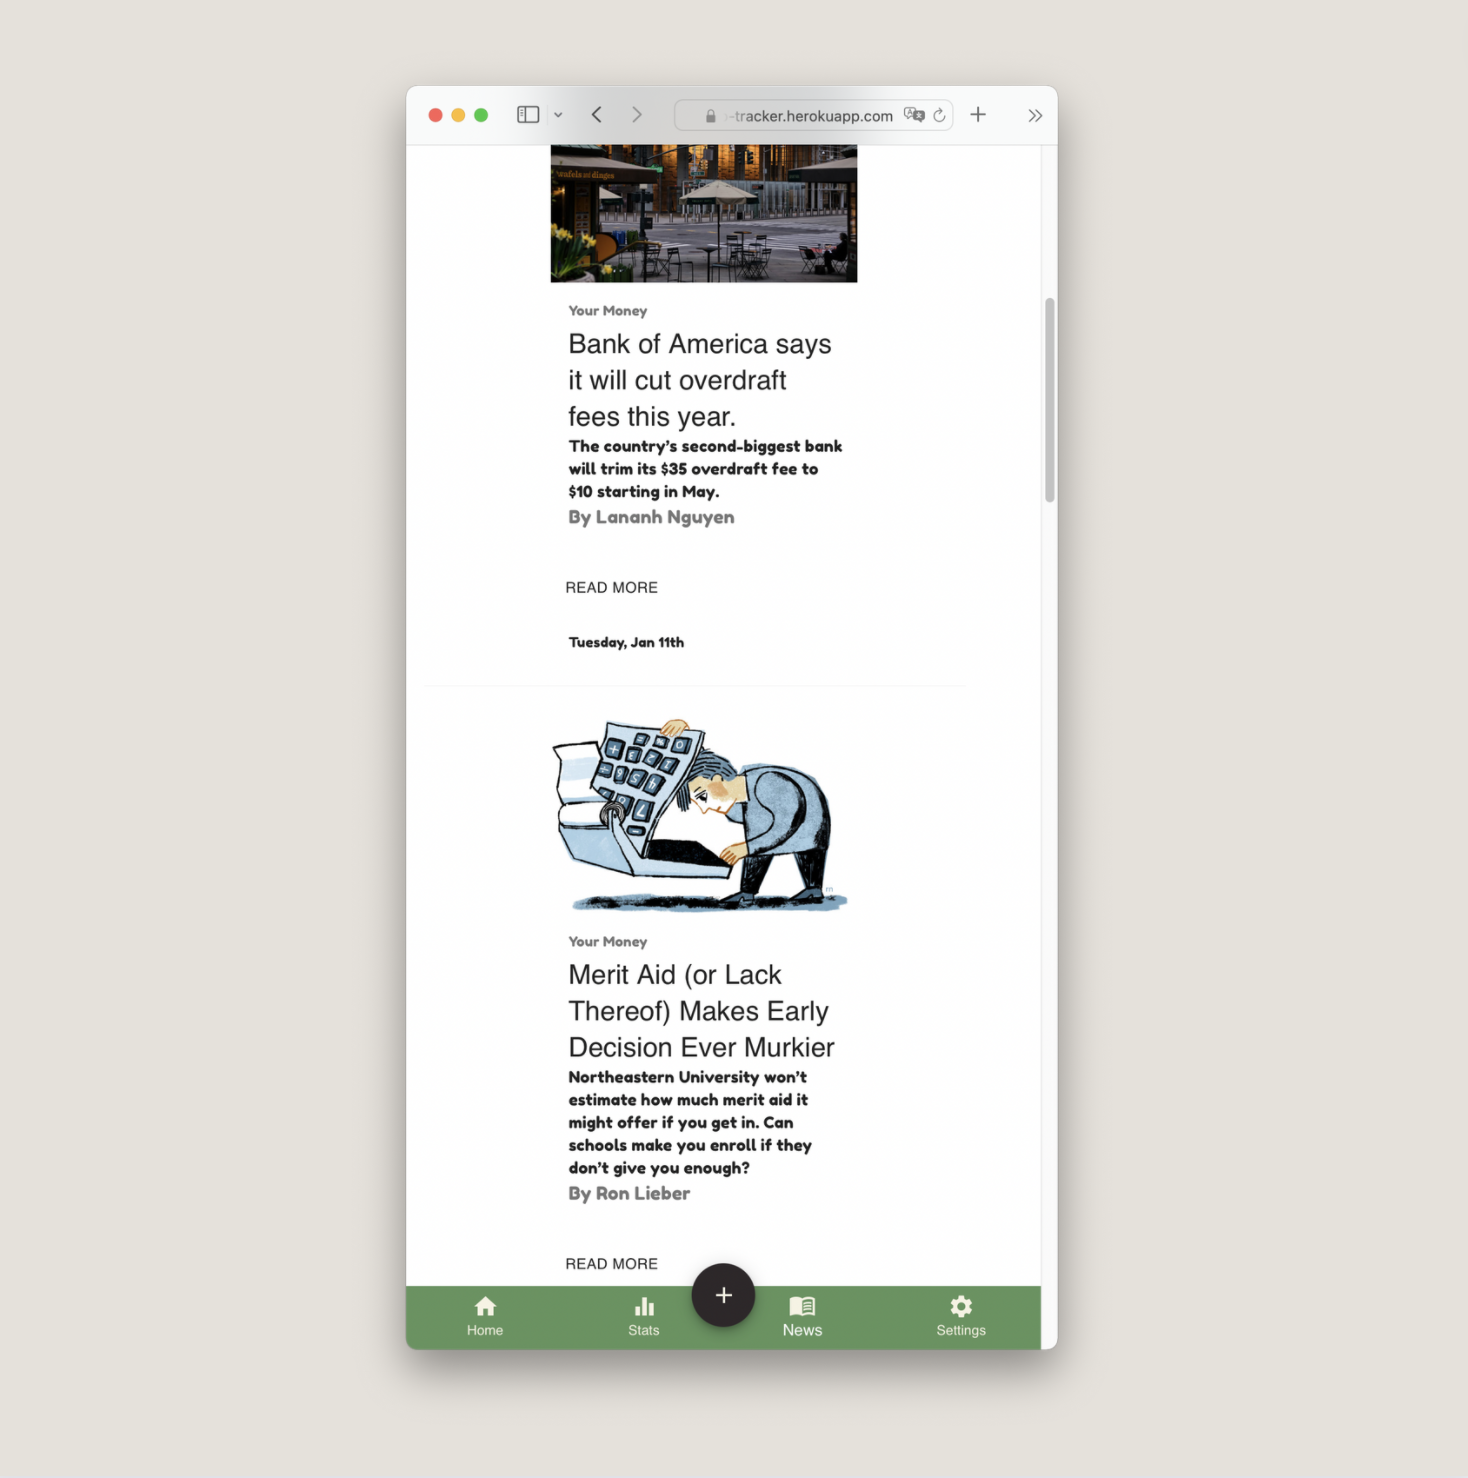 -tracker.herokuapp.com
wafels & dinges
Your Money
Bank of America says
it will cut overdraft
fees this year.
The country’s second-biggest bank
will trim its $35 overdraft fee to
$10 starting in May.
By Lananh Nguyen
READ MORE
Tuesday, Jan 11th
Your Money
Merit Aid (or Lack
Thereof) Makes Early
Decision Ever Murkier
Northeastern University won’t
estimate how much merit aid it
might offer if you get in. Can
schools make you enroll if they
don’t give you enough?
By Ron Lieber
READ MORE
Home
Stats
News
Settings